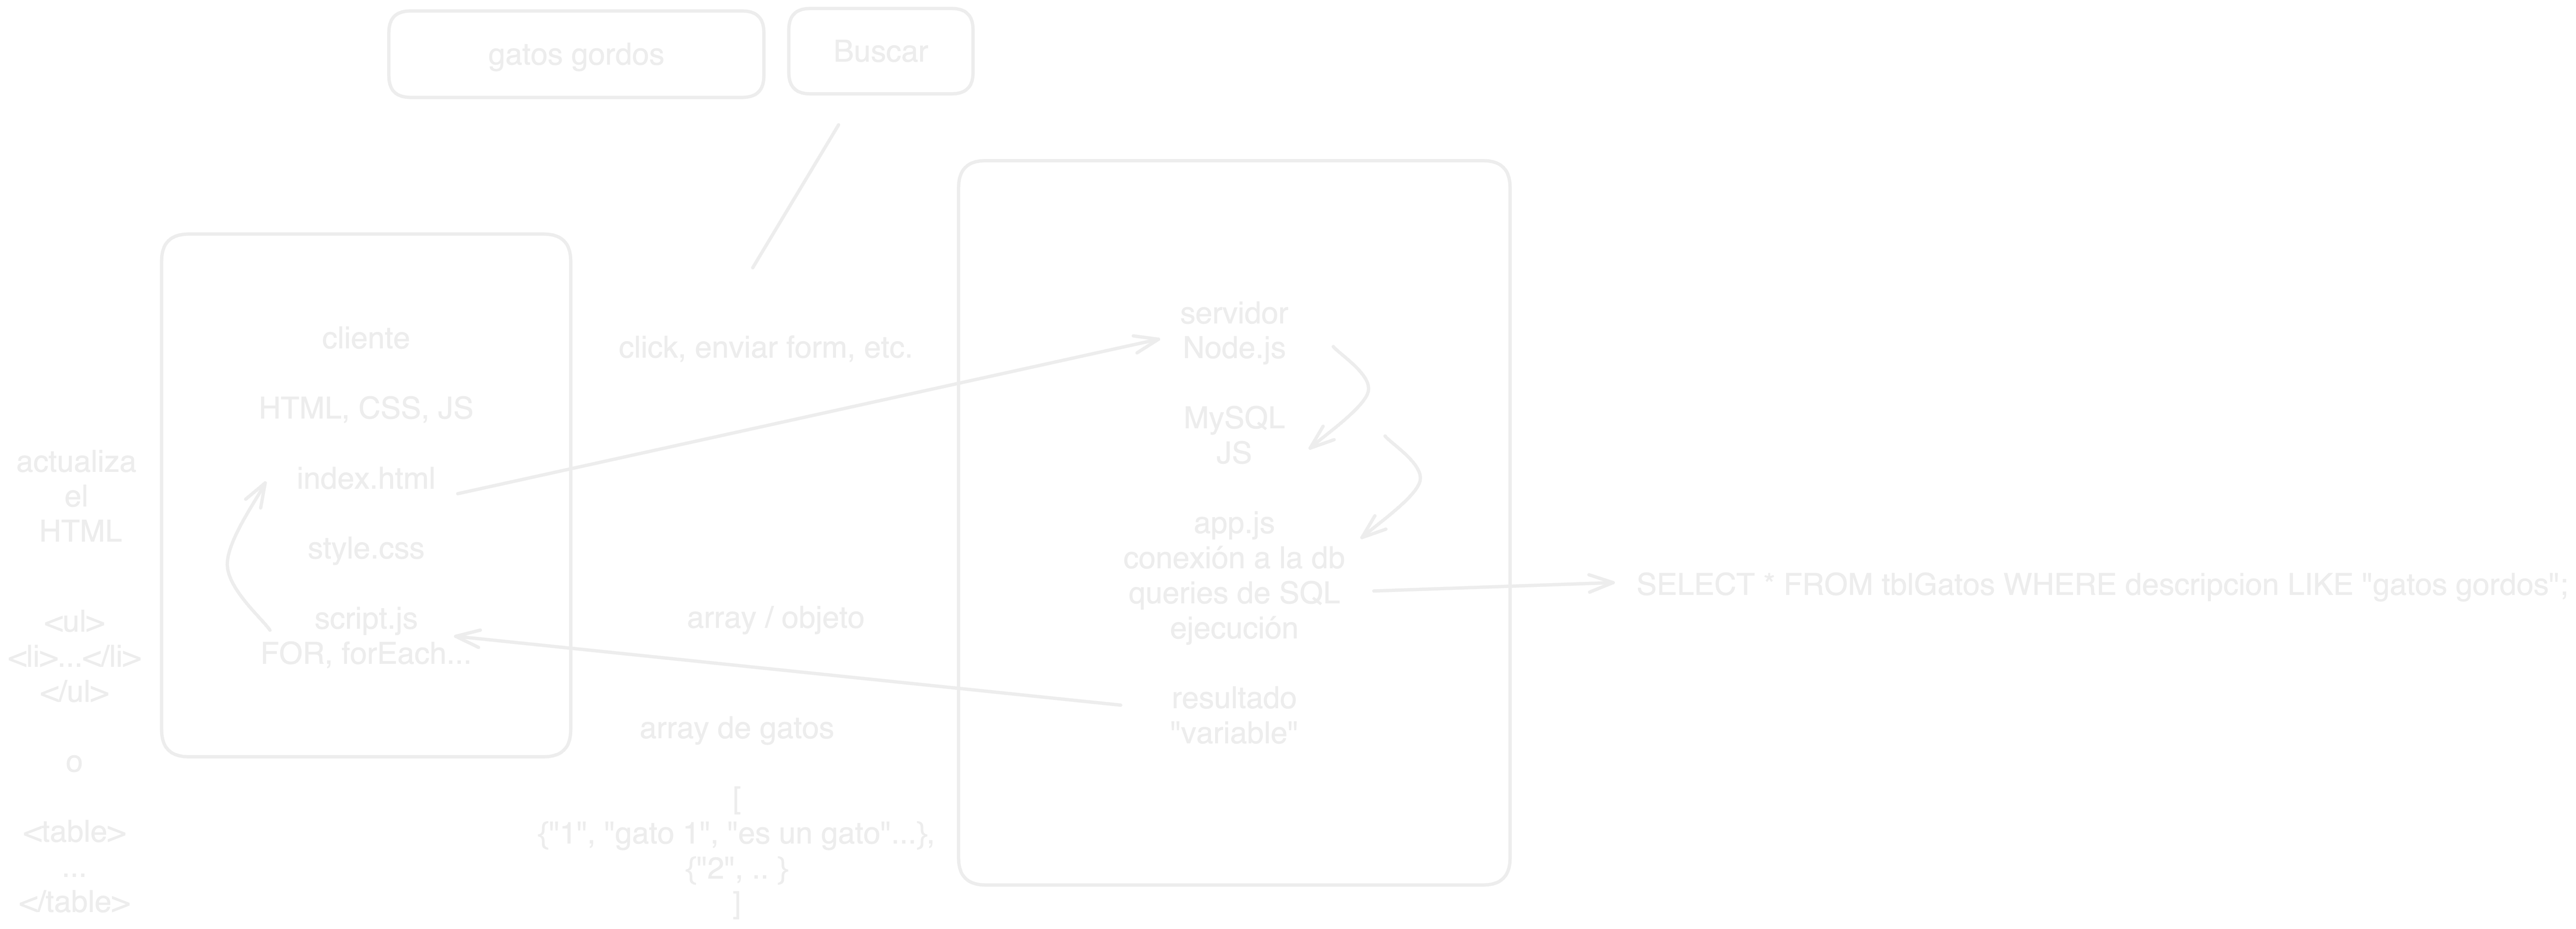 gatos gordos
Buscar
click, enviar form, etc.
cliente
HTML, CSS, JS
index.html
style.css
script.js
FOR, forEach...
actualiza
el
HTML
<ul>
<li>...</li>
</ul>
o
<table>
...
</table>
servidor
Node.js
MySQL
JS
app.js
conexión a la db
queries de SQL
ejecución
resultado
"variable"
SELECT * FROM tblGatos WHERE descripcion LIKE "gatos gordos";
array / objeto
array de gatos
[
{"1", "gato 1", "es un gato"...},
{"2", .. }
]